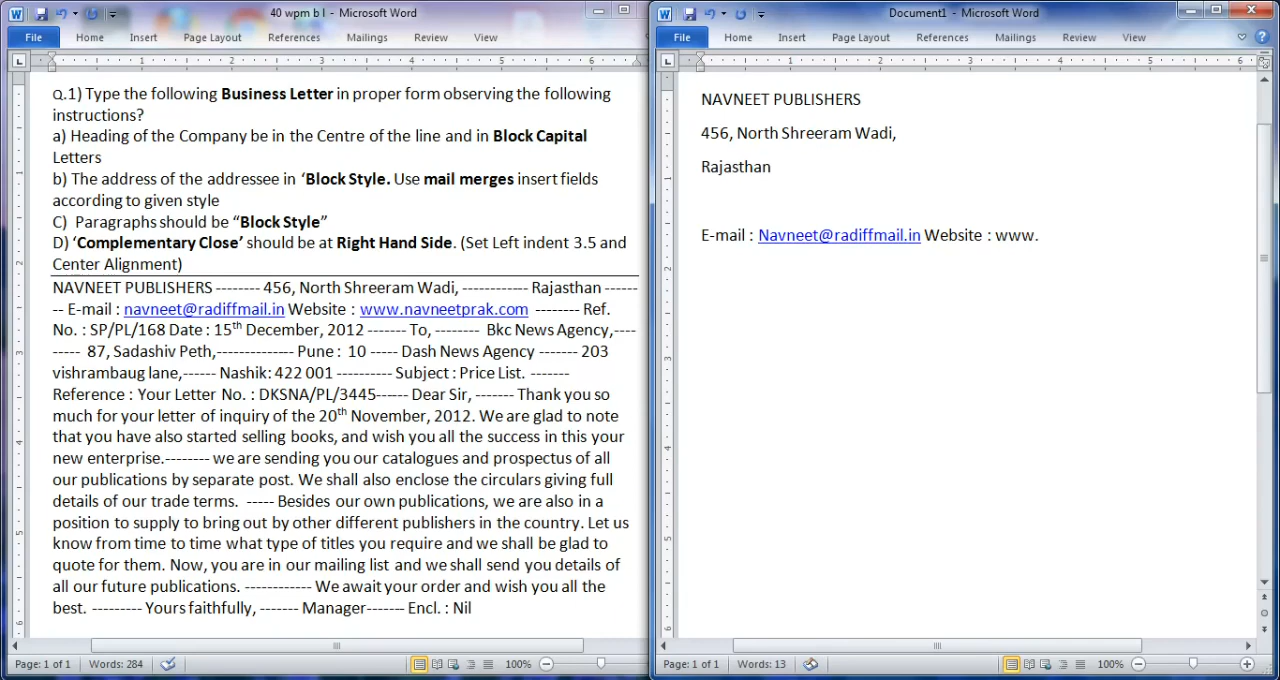 40 wpm b l - Microsoft Word
File Home Insert Page Layout References Mailings Review View
1 2 3 4 5 6
Q.1) Type the following Business Letter in proper form observing the following
instructions?
a) Heading of the Company be in the Centre of the line and in Block Capital
Letters
b) The address of the addressee in ‘Block Style. Use mail merges insert fields
according to given style
C) Paragraphs should be “Block Style”
D) ‘Complementary Close’ should be at Right Hand Side. (Set Left indent 3.5 and
Center Alignment)
NAVNEET PUBLISHERS -------- 456, North Shreeram Wadi, ------------ Rajasthan ------
-- E-mail : navneet@radiffmail.in Website : www.navneetprak.com -------- Ref.
No. : SP/PL/168 Date : 15th December, 2012 ------- To, -------- Bkc News Agency,----
----- 87, Sadashiv Peth,-------------- Pune : 10 ----- Dash News Agency ------- 203
vishrambaug lane,------ Nashik: 422 001 ---------- Subject : Price List. -------
Reference : Your Letter No. : DKSNA/PL/3445------ Dear Sir, ------- Thank you so
much for your letter of inquiry of the 20th November, 2012. We are glad to note
that you have also started selling books, and wish you all the success in this your
new enterprise.-------- we are sending you our catalogues and prospectus of all
our publications by separate post. We shall also enclose the circulars giving full
details of our trade terms. ----- Besides our own publications, we are also in a
position to supply to bring out by other different publishers in the country. Let us
know from time to time what type of titles you require and we shall be glad to
quote for them. Now, you are in our mailing list and we shall send you details of
all our future publications. ------------ We await your order and wish you all the
best. --------- Yours faithfully, ------- Manager------- Encl. : Nil
Page: 1 of 1 Words: 284 100%
Document1 - Microsoft Word
File Home Insert Page Layout References Mailings Review View
1 2 3 4 5 6
NAVNEET PUBLISHERS
456, North Shreeram Wadi,
Rajasthan
E-mail : Navneet@radiffmail.in Website : www.
Page: 1 of 1 Words: 13 100%